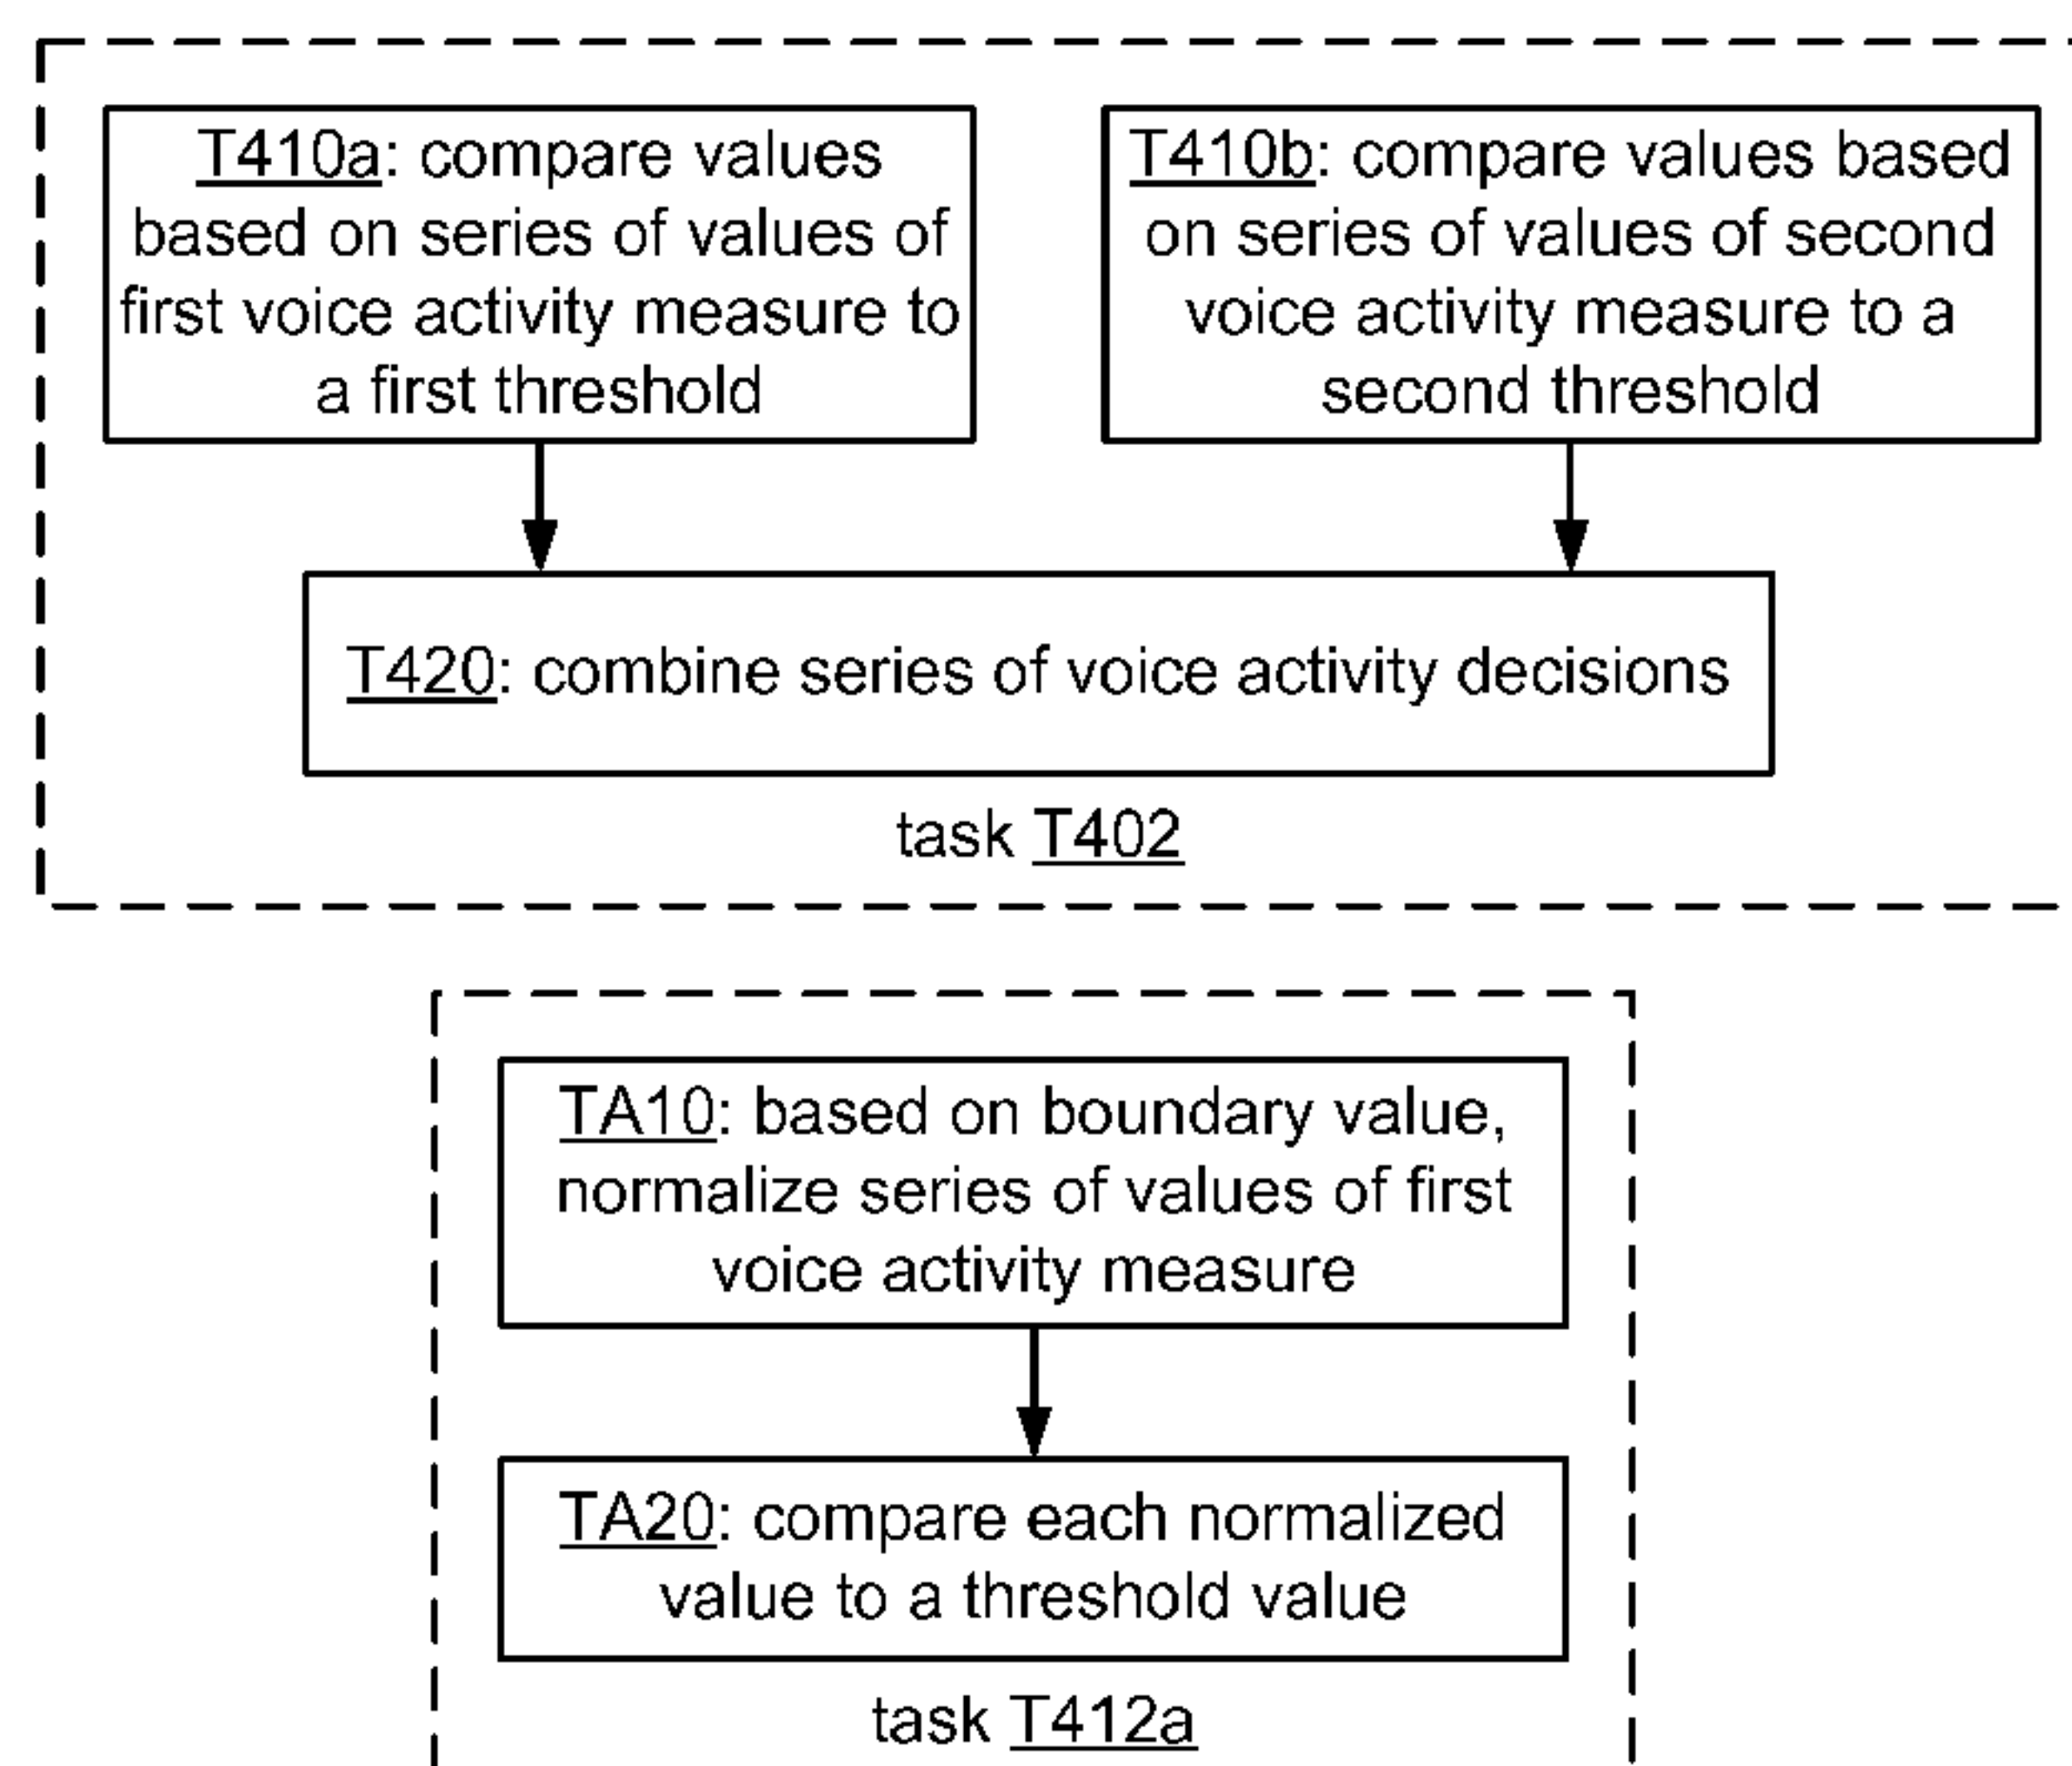 T410a: compare values
based on series of values of
first voice activity measure to
a first threshold
T410b: compare values based
on series of values of second
voice activity measure to a
second threshold
T420: combine series of voice activity decisions
task T402
TA10: based on boundary value,
normalize series of values of first
voice activity measure
TA20: compare each normalized
value to a threshold value
task T412a